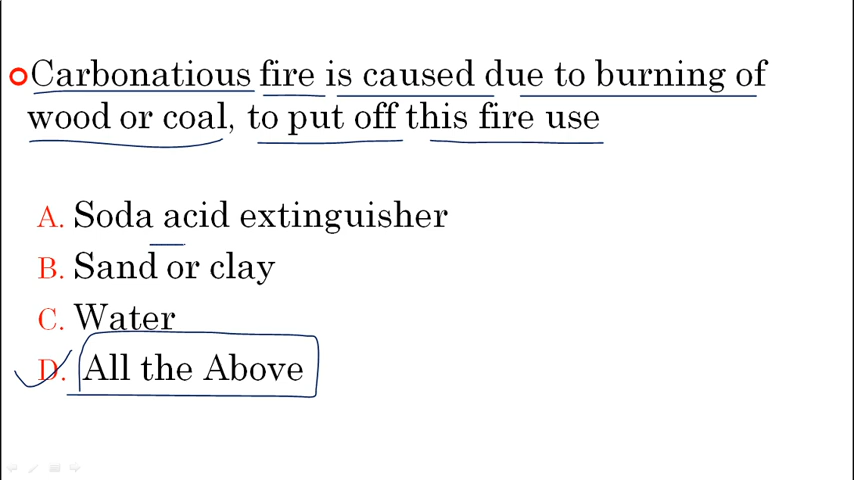 Carbonatious fire is caused due to burning of
wood or coal, to put off this fire use
A. Soda acid extinguisher
B. Sand or clay
C. Water
D. All the Above